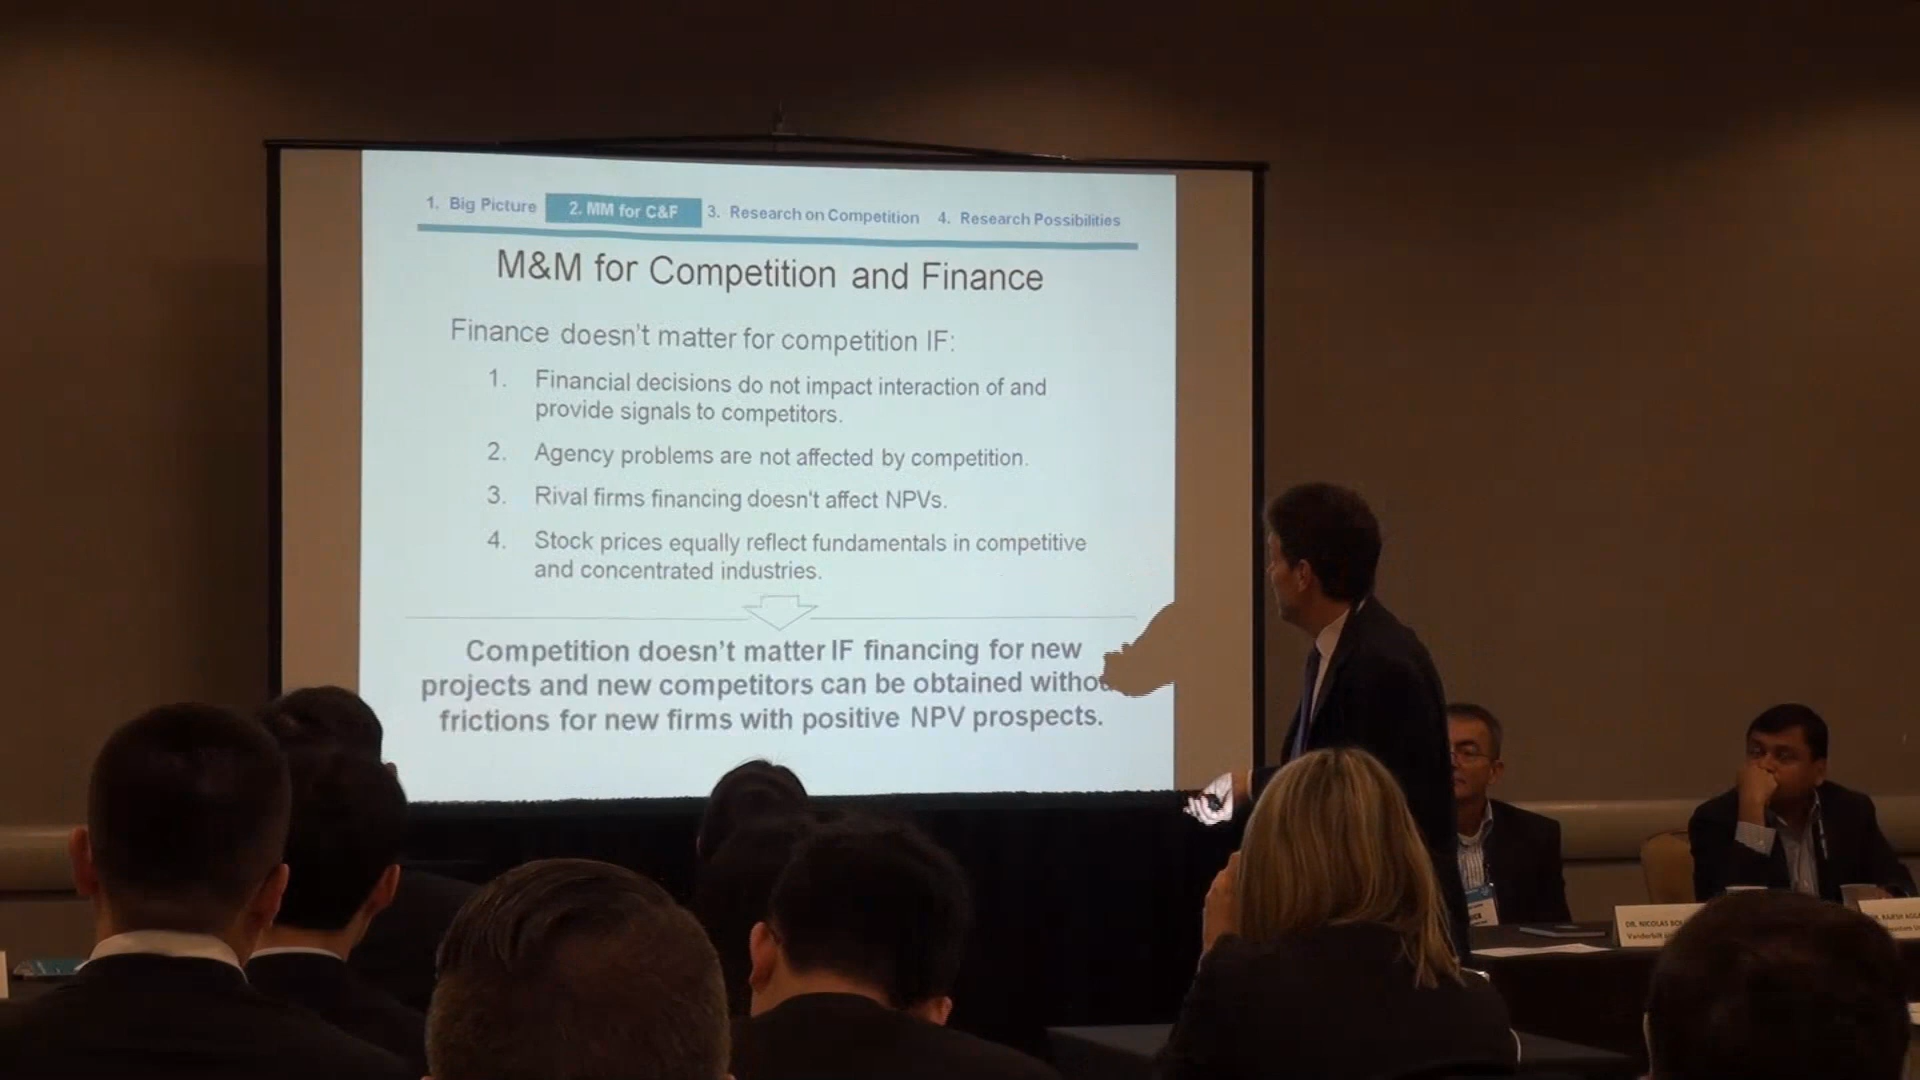 1. Big Picture 2. MM for C&F 3. Research on Competition 4. Research Possibilities
M&M for Competition and Finance
Finance doesn't matter for competition IF:
1. Financial decisions do not impact interaction of and
provide signals to competitors.
2. Agency problems are not affected by competition.
3. Rival firms financing doesn't affect NPVs.
4. Stock prices equally reflect fundamentals in competitive
and concentrated industries.
Competition doesn't matter IF financing for new
projects and new competitors can be obtained
frictions for new firms with positive NPV prospects.
DR. NICOLAS
Vanderbilt